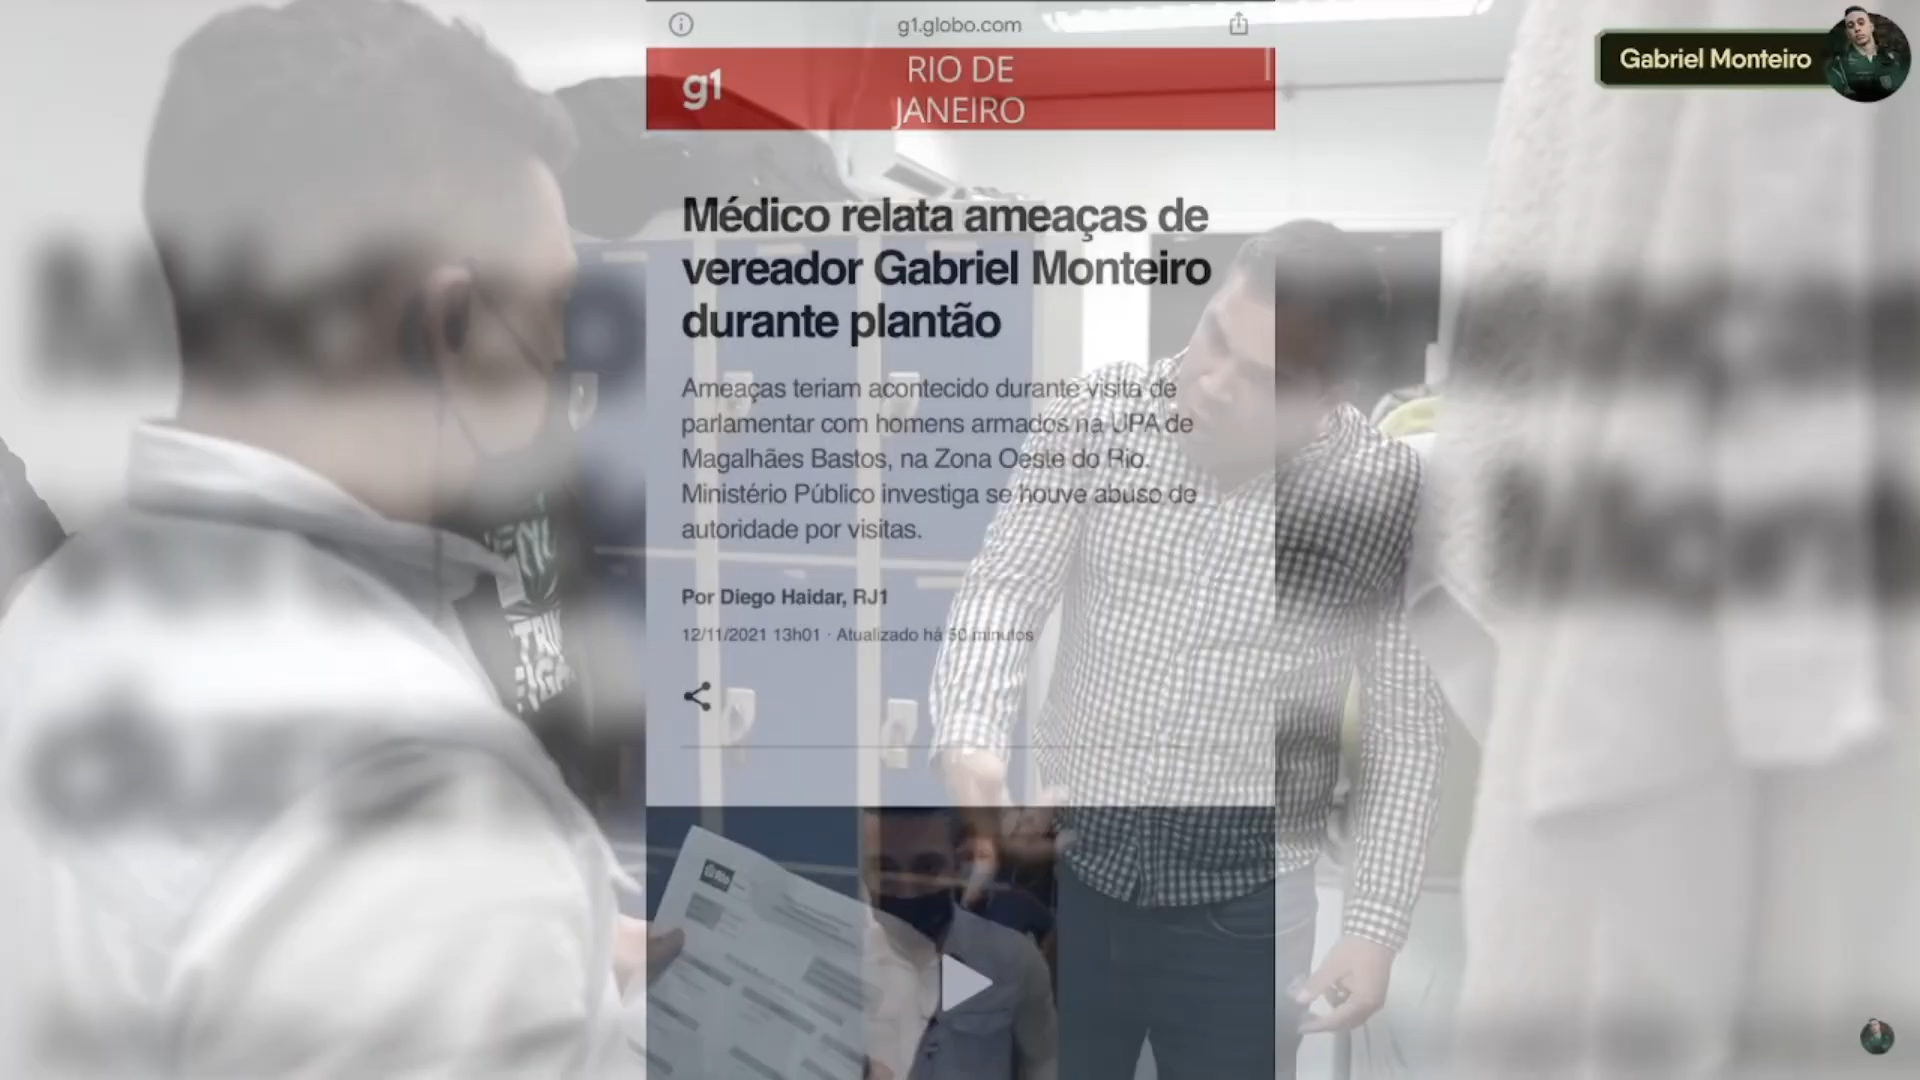 g1.globo.com
g1
RIO DE
JANEIRO
Gabriel Monteiro
Médico relata ameaças de
vereador Gabriel Monteiro
durante plantão
Ameaças teriam acontecido durante visita de
parlamentar com homens armados na UPA de
Magalhães Bastos, na Zona Oeste do Rio.
Ministério Público investiga se houve abuso de
autoridade por visitas.
Por Diego Haidar, RJ1
12/11/2021 13h01 · Atualizado há 50 minutos